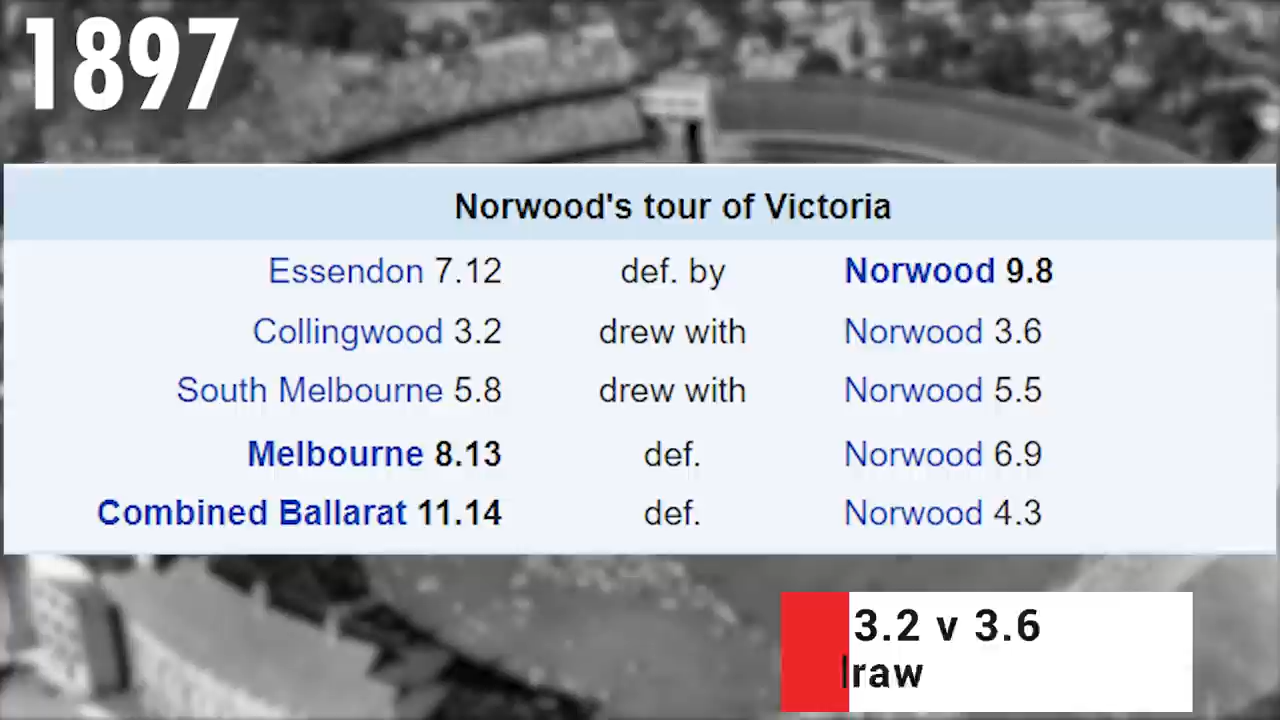 1897
Norwood's tour of Victoria
Essendon 7.12 def. by Norwood 9.8
Collingwood 3.2 drew with Norwood 3.6
South Melbourne 5.8 drew with Norwood 5.5
Melbourne 8.13 def. Norwood 6.9
Combined Ballarat 11.14 def. Norwood 4.3
3.2 v 3.6